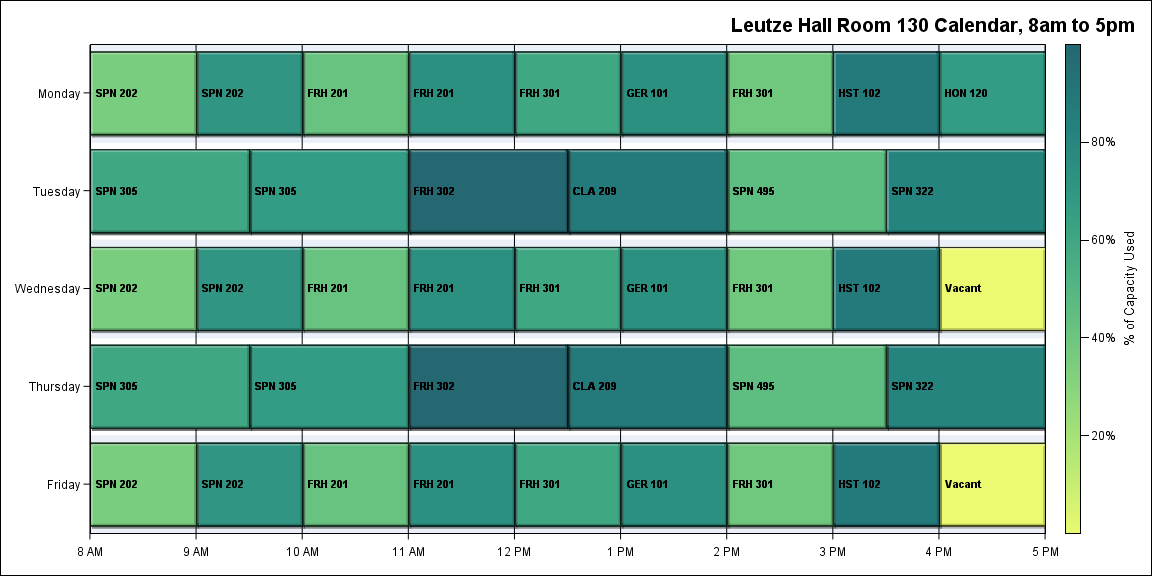 Leutze Hall Room 130 Calendar, 8am to 5pm
Monday
SPN 202
SPN 202
FRH 201
FRH 201
FRH 301
GER 101
FRH 301
HST 102
HON 120
Tuesday
SPN 305
SPN 305
FRH 302
CLA 209
SPN 495
SPN 322
Wednesday
SPN 202
SPN 202
FRH 201
FRH 201
FRH 301
GER 101
FRH 301
HST 102
Vacant
Thursday
SPN 305
SPN 305
FRH 302
CLA 209
SPN 495
SPN 322
Friday
SPN 202
SPN 202
FRH 201
FRH 201
FRH 301
GER 101
FRH 301
HST 102
Vacant
8 AM
9 AM
10 AM
11 AM
12 PM
1 PM
2 PM
3 PM
4 PM
5 PM
80%
60%
40%
20%
% of Capacity Used